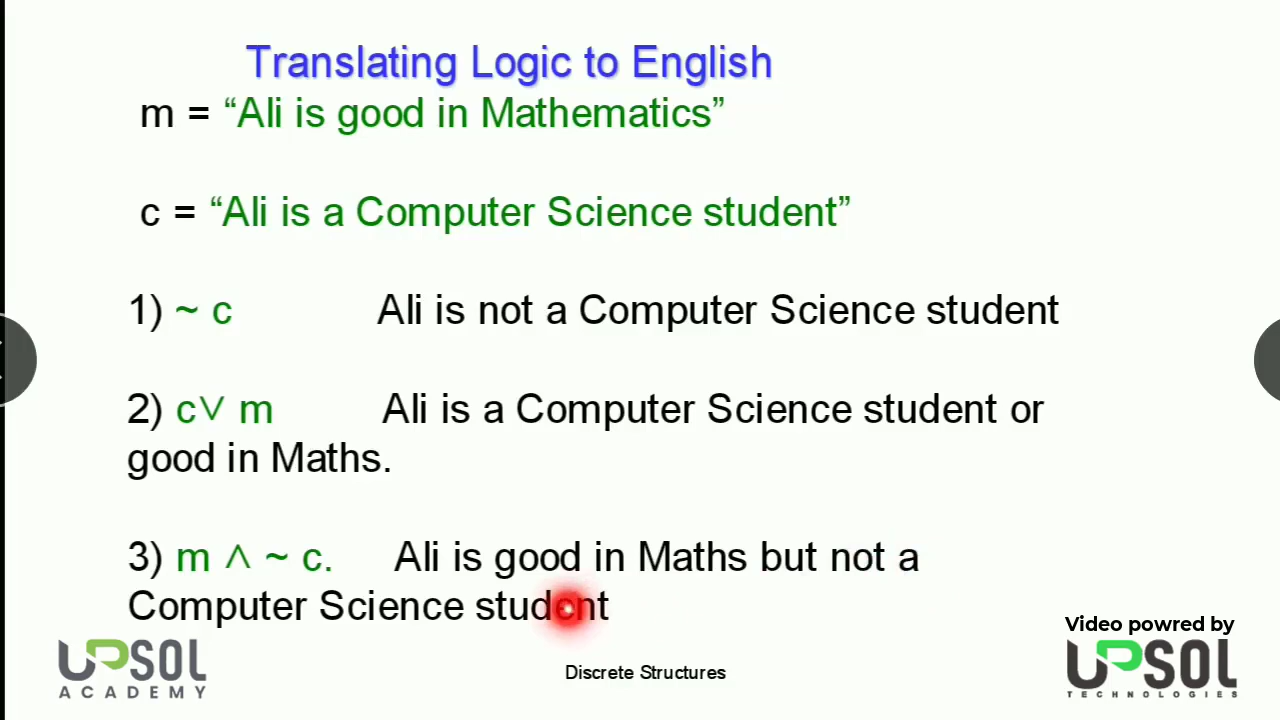 Translating Logic to English
m = “Ali is good in Mathematics”
c = “Ali is a Computer Science student”
1) ~ c Ali is not a Computer Science student
2) c∨ m Ali is a Computer Science student or
good in Maths.
3) m ∧ ~ c. Ali is good in Maths but not a
Computer Science student
Video powred by
UPSOL
ACADEMY
Discrete Structures
UPSOL
TECHNOLOGIES